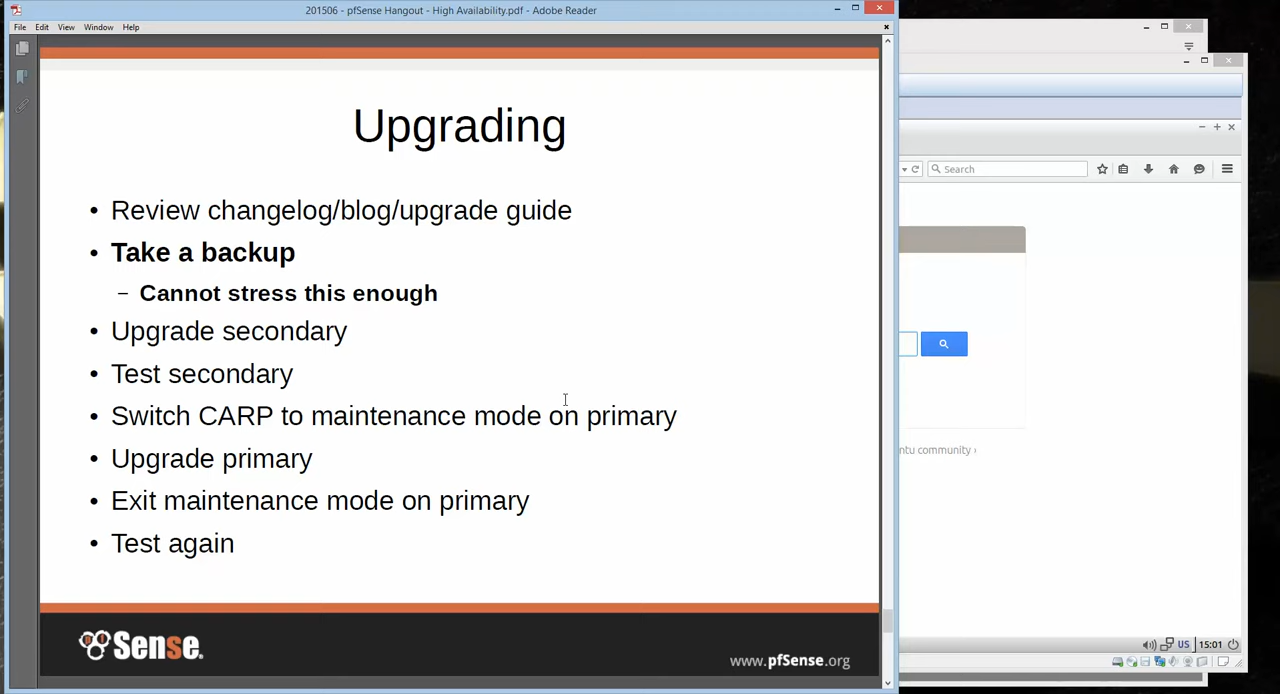 201506 - pfSense Hangout - High Availability.pdf - Adobe Reader
File Edit View Window Help
Upgrading
• Review changelog/blog/upgrade guide
• Take a backup
– Cannot stress this enough
• Upgrade secondary
• Test secondary
• Switch CARP to maintenance mode on primary
• Upgrade primary
• Exit maintenance mode on primary
• Test again
Sense.
www.pfSense.org
Search
ntu community ›
US 15:01